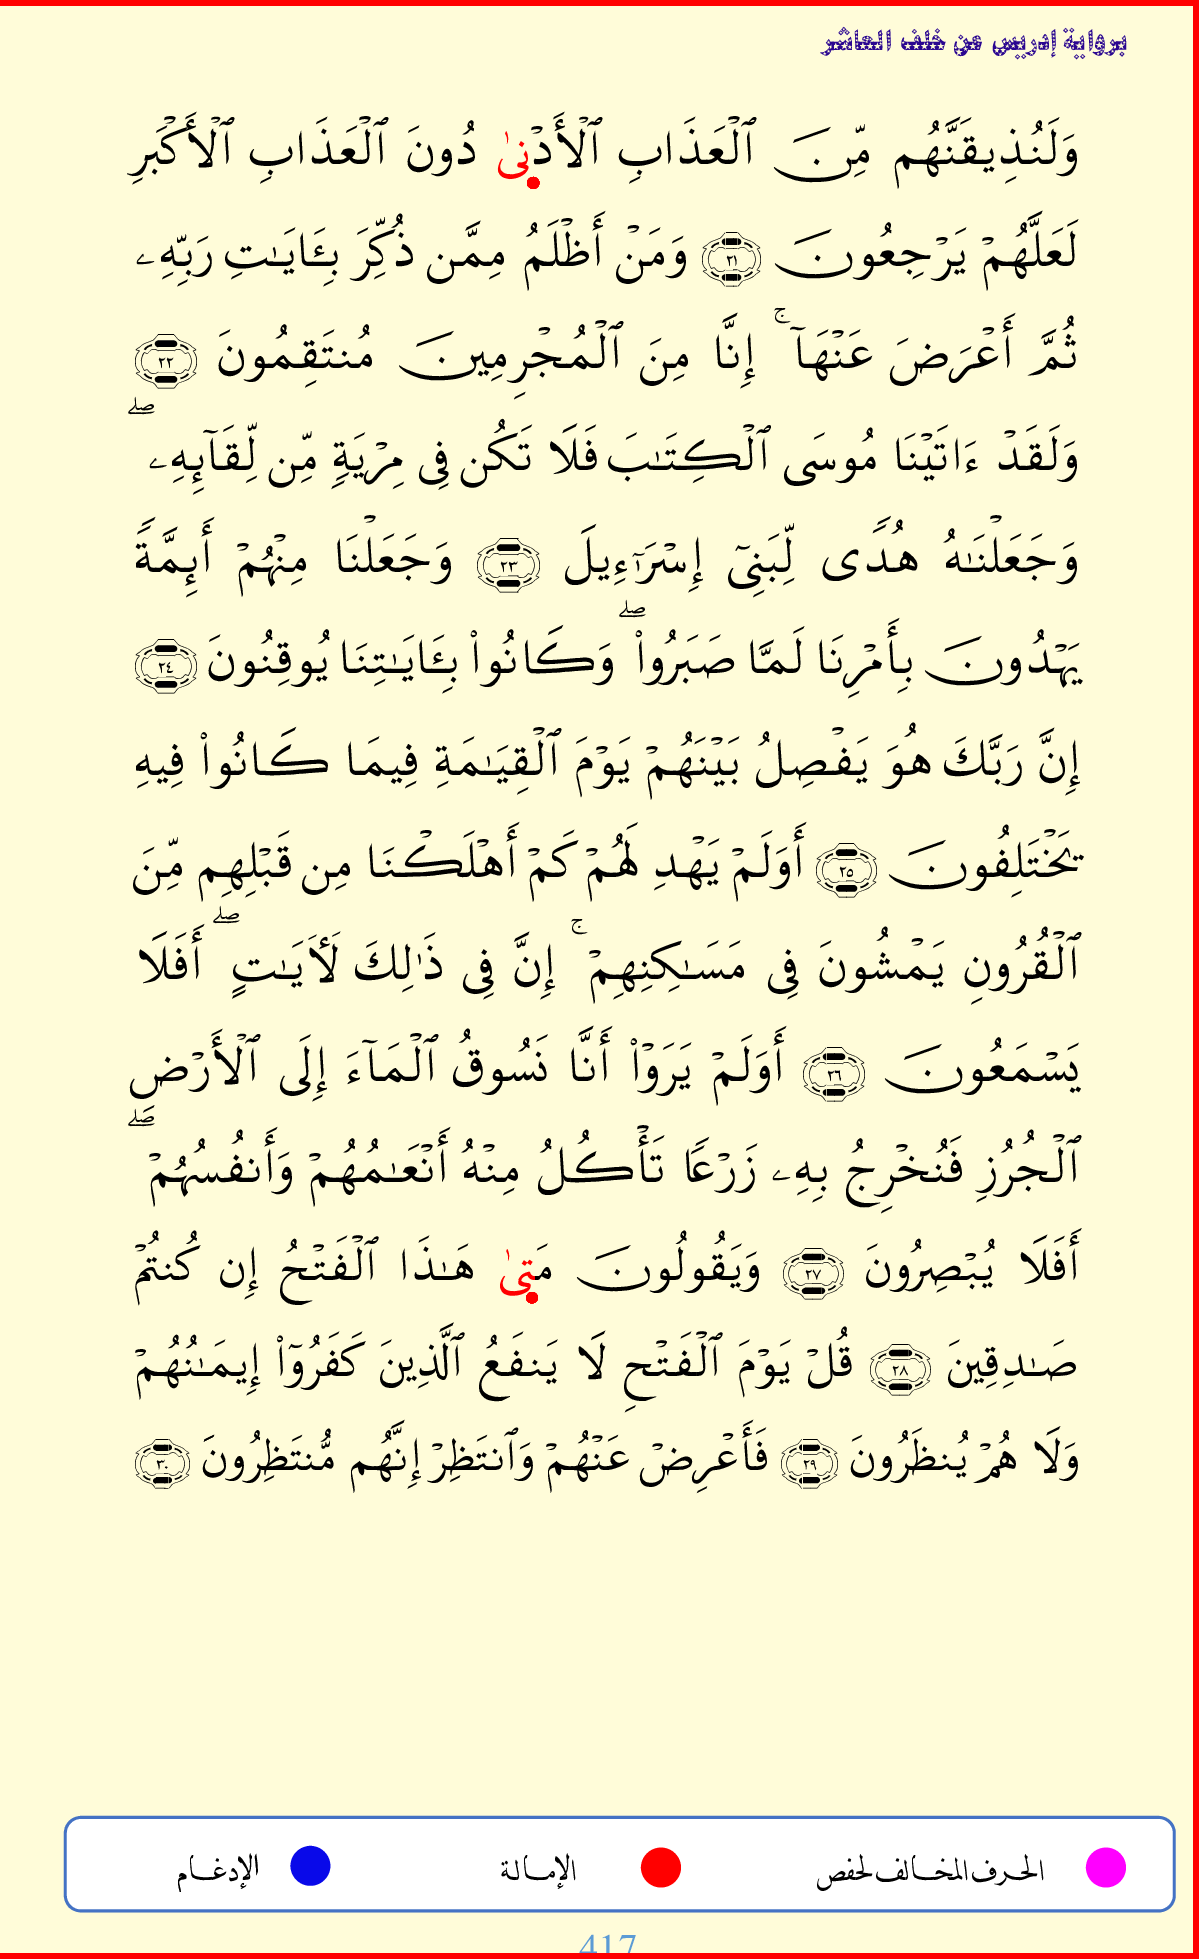 برواية إدريس عن خلف العاشر
وَلَنُذِيقَنَّهُم مِّنَ ٱلۡعَذَابِ ٱلۡأَدۡنىٰ دُونَ ٱلۡعَذَابِ ٱلۡأَكۡبَرِ
لَعَلَّهُمۡ يَرۡجِعُونَ ٢١ وَمَنۡ أَظۡلَمُ مِمَّن ذُكِّرَ بِـَٔايَـٰتِ رَبِّهِۦ
ثُمَّ أَعۡرَضَ عَنۡهَآۚ إِنَّا مِنَ ٱلۡمُجۡرِمِينَ مُنتَقِمُونَ ٢٢
وَلَقَدۡ ءَاتَيۡنَا مُوسَى ٱلۡكِتَـٰبَ فَلَا تَكُن فِى مِرۡيَةٍ مِّن لِّقَآئِهِۦۖ
وَجَعَلۡنَـٰهُ هُدًى لِّبَنِىٓ إِسۡرَـٰٓءِيلَ ٢٣ وَجَعَلۡنَا مِنۡهُمۡ أَئِمَّةً
يَهۡدُونَ بِأَمۡرِنَا لَمَّا صَبَرُواْۖ وَكَانُواْ بِـَٔايَـٰتِنَا يُوقِنُونَ ٢٤
إِنَّ رَبَّكَ هُوَ يَفۡصِلُ بَيۡنَهُمۡ يَوۡمَ ٱلۡقِيَـٰمَةِ فِيمَا كَانُواْ فِيهِ
يَخۡتَلِفُونَ ٢٥ أَوَلَمۡ يَهۡدِ لَهُمۡ كَمۡ أَهۡلَكۡنَا مِن قَبۡلِهِم مِّنَ
ٱلۡقُرُونِ يَمۡشُونَ فِى مَسَـٰكِنِهِمۡۚ إِنَّ فِى ذَٰلِكَ لَأٓيَـٰتٍۖ أَفَلَا
يَسۡمَعُونَ ٢٦ أَوَلَمۡ يَرَوۡاْ أَنَّا نَسُوقُ ٱلۡمَآءَ إِلَى ٱلۡأَرۡضِ
ٱلۡجُرُزِ فَنُخۡرِجُ بِهِۦ زَرۡعًا تَأۡكُلُ مِنۡهُ أَنۡعَـٰمُهُمۡ وَأَنفُسُهُمۡۖ
أَفَلَا يُبۡصِرُونَ ٢٧ وَيَقُولُونَ مَتىٰ هَـٰذَا ٱلۡفَتۡحُ إِن كُنتُمۡ
صَـٰدِقِينَ ٢٨ قُلۡ يَوۡمَ ٱلۡفَتۡحِ لَا يَنفَعُ ٱلَّذِينَ كَفَرُوٓاْ إِيمَـٰنُهُمۡ
وَلَا هُمۡ يُنظَرُونَ ٢٩ فَأَعۡرِضۡ عَنۡهُمۡ وَٱنتَظِرۡ إِنَّهُم مُّنتَظِرُونَ ٣٠
الحرف المخالف لحفص الإمالة الإدغام
417